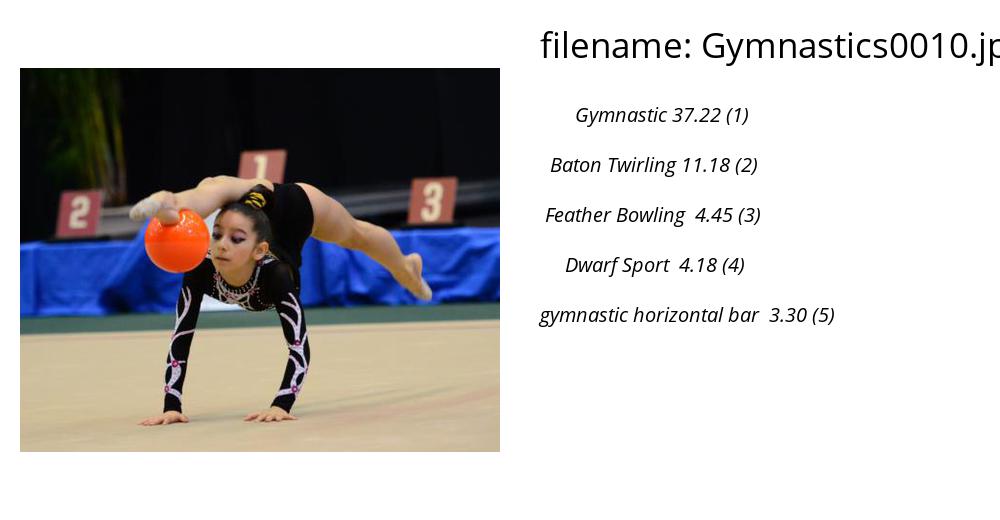 filename: Gymnastics0010.jp
Gymnastic 37.22 (1)
Baton Twirling 11.18 (2)
Feather Bowling 4.45 (3)
Dwarf Sport 4.18 (4)
gymnastic horizontal bar 3.30 (5)
2 1 3